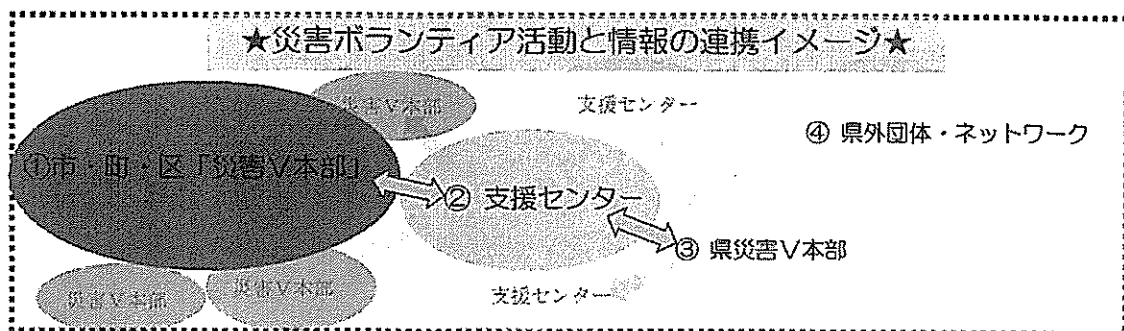 ★災害ボランティア活動と情報の連携イメージ★
災害V本部
支援センター
④ 県外団体・ネットワーク
①市・町・区「災害V本部」
② 支援センター
③ 県災害V本部
災害V本部
災害V本部
支援センター